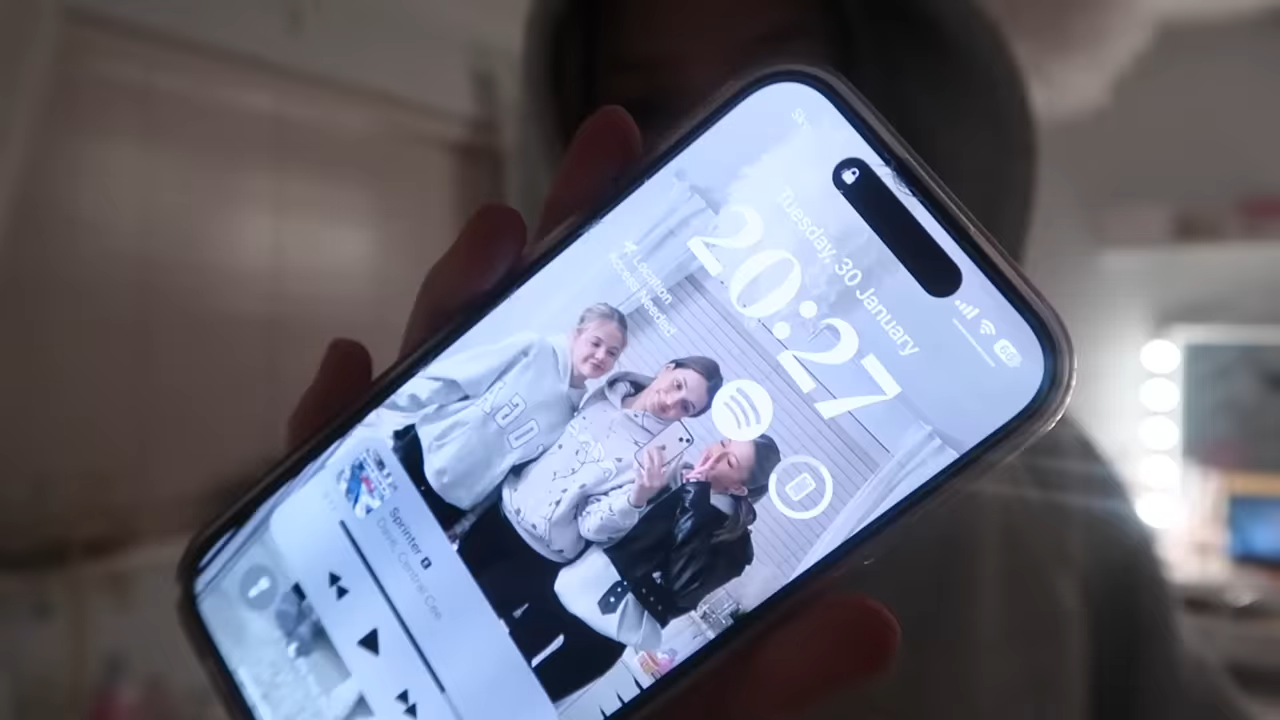 Tuesday, 30 January
20:27
Location
Access Needed
Sprinter E
Dave, Central Cee